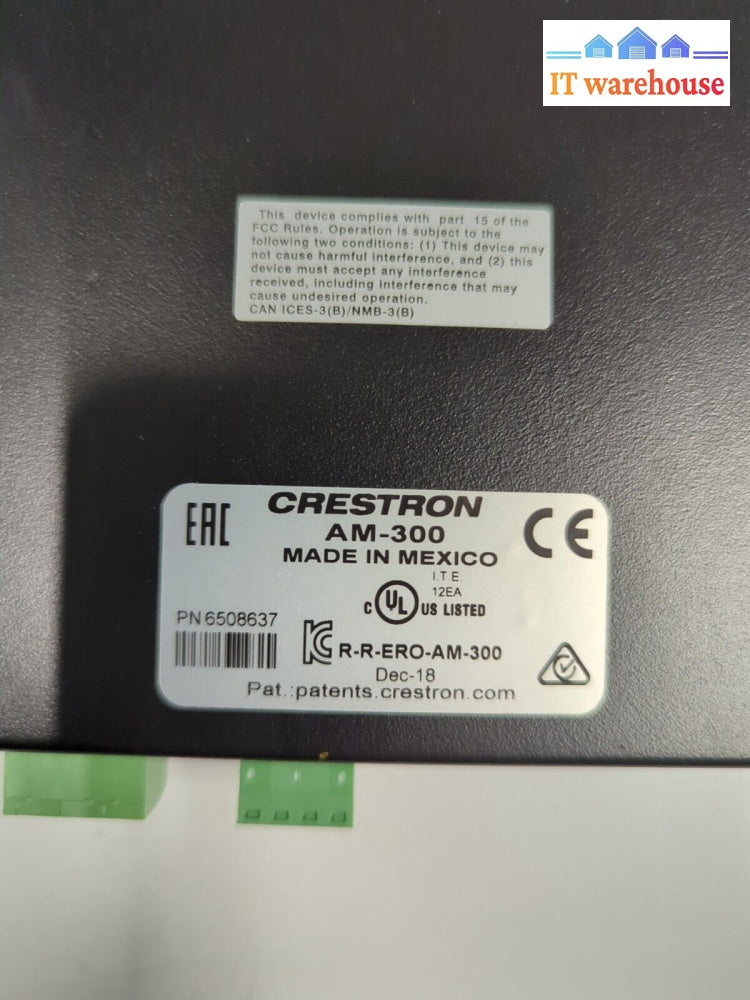 IT warehouse
This device complies with part 15 of the
FCC Rules. Operation is subject to the
following two conditions: (1) This device may
not cause harmful interference, and (2) this
device must accept any interference
received, including interference that may
cause undesired operation.
CAN ICES-3(B)/NMB-3(B)
EAC
CRESTRON
AM-300
MADE IN MEXICO
CE
I.T.E.
12EA
C UL US LISTED
PN 6508637
R-R-ERO-AM-300
Dec-18
Pat.:patents.crestron.com